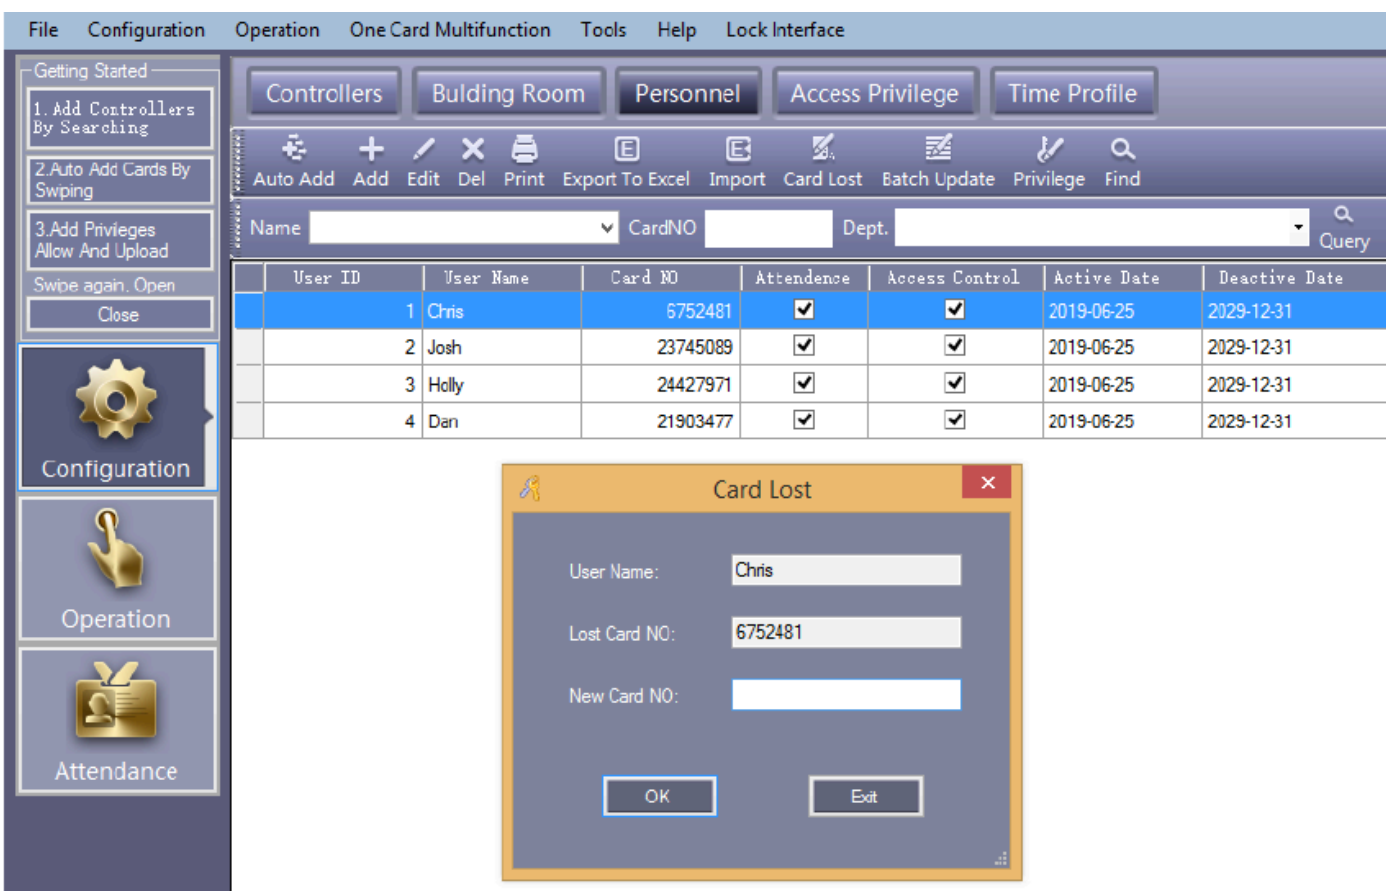 File Configuration Operation One Card Multifunction Tools Help Lock Interface
Getting Started
1. Add Controllers
By Searching
2.Auto Add Cards By
Swiping
3.Add Privieges
Allow And Upload
Swipe again. Open
Close
Configuration
Operation
Attendance
Controllers Bulding Room Personnel Access Privilege Time Profile
Auto Add Add Edit Del Print Export To Excel Import Card Lost Batch Update Privilege Find
Name CardNO Dept. Query
User ID User Name Card NO Attendence Access Control Active Date Deactive Date
1 Chris 6752481 2019-06-25 2029-12-31
2 Josh 23745089 2019-06-25 2029-12-31
3 Holly 24427971 2019-06-25 2029-12-31
4 Dan 21903477 2019-06-25 2029-12-31
Card Lost
User Name: Chris
Lost Card NO: 6752481
New Card NO:
OK Exit